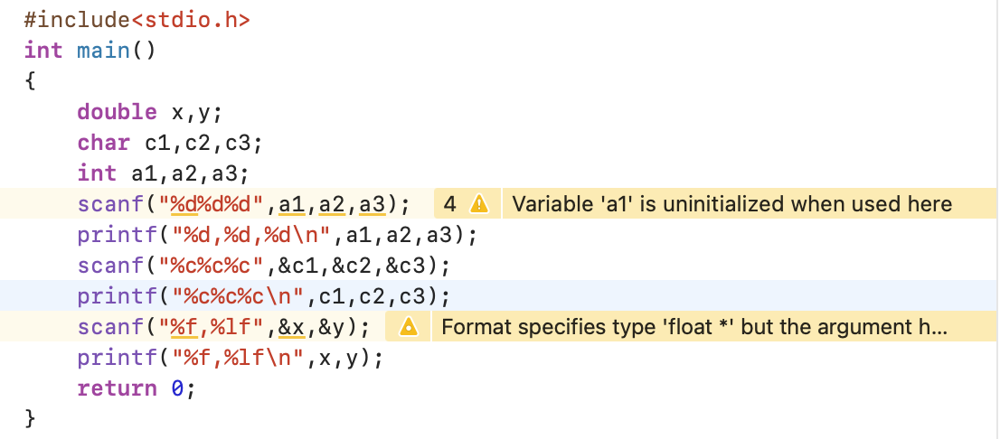 #include<stdio.h>
int main()
{
    double x,y;
    char c1,c2,c3;
    int a1,a2,a3;
    scanf("%d%d%d",a1,a2,a3); 4 Variable 'a1' is uninitialized when used here
    printf("%d,%d,%d\n",a1,a2,a3);
    scanf("%c%c%c",&c1,&c2,&c3);
    printf("%c%c%c\n",c1,c2,c3);
    scanf("%f,%lf",&x,&y); Format specifies type 'float *' but the argument h...
    printf("%f,%lf\n",x,y);
    return 0;
}